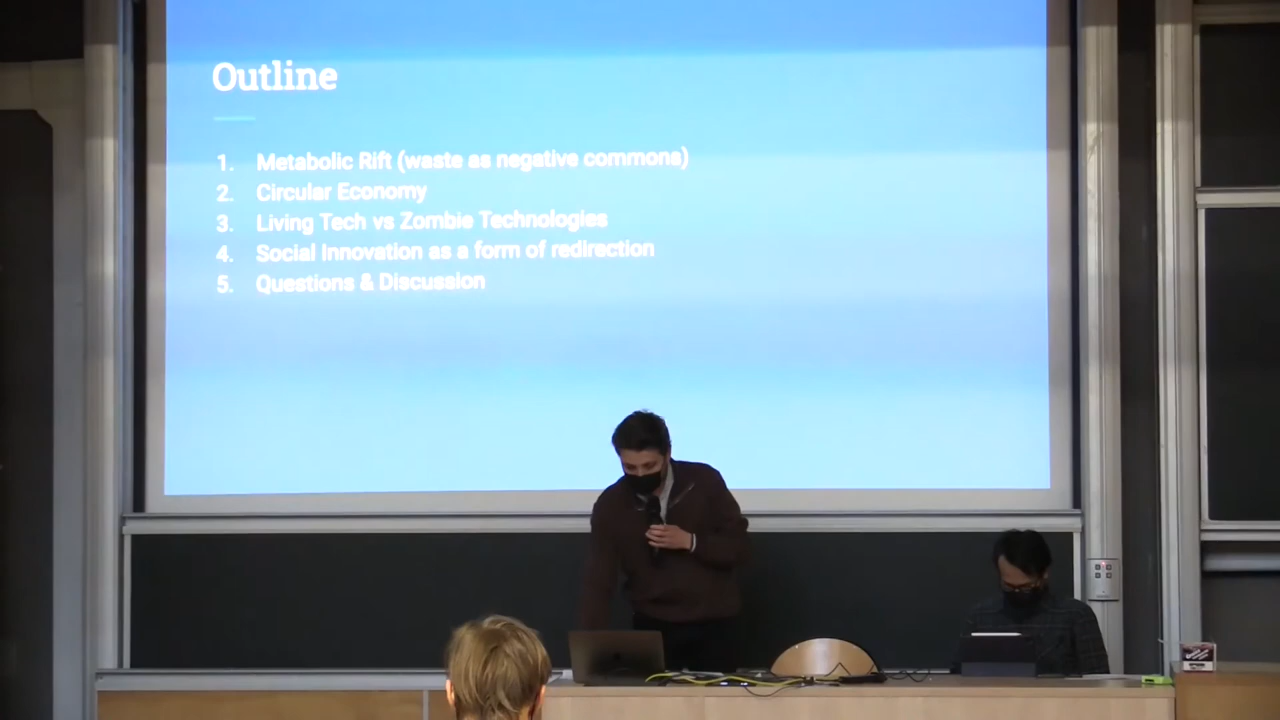 Outline
1. Metabolic Rift (waste as negative commons)
2. Circular Economy
3. Living Tech vs Zombie Technologies
4. Social Innovation as a form of redirection
5. Questions & Discussion